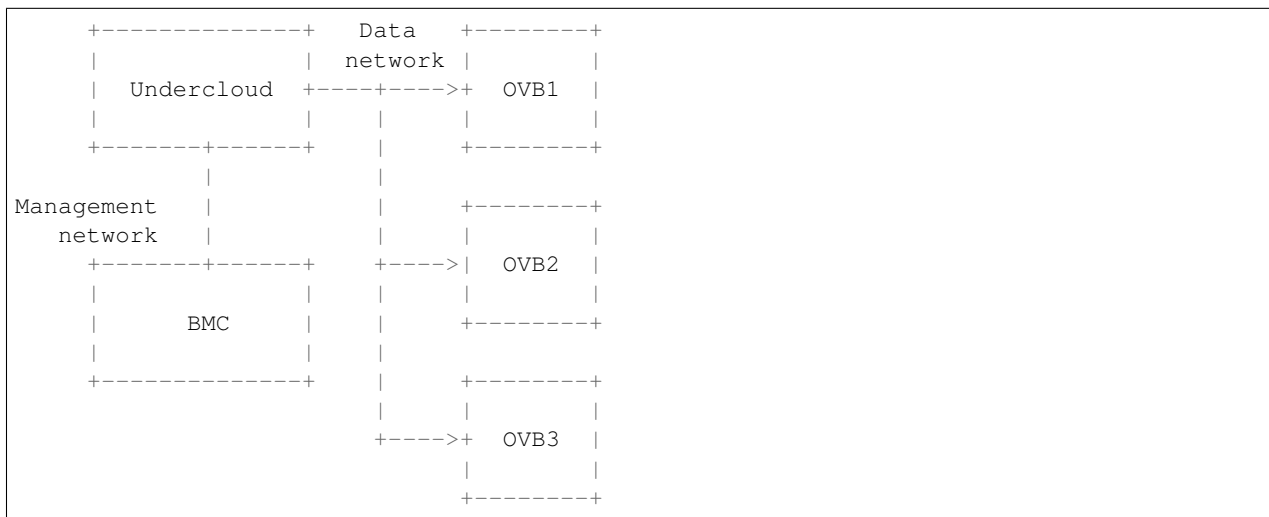 Data
network
Undercloud
OVB1
Management
network
OVB2
BMC
OVB3